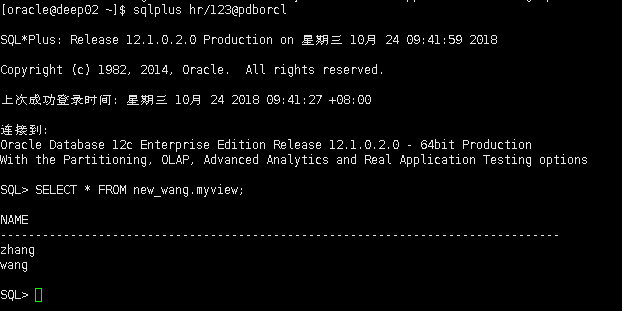 [oracle@deep02 ~]$ sqlplus hr/123@pdborcl
SQL*Plus: Release 12.1.0.2.0 Production on 星期三 10月 24 09:41:59 2018
Copyright (c) 1982, 2014, Oracle.  All rights reserved.
上次成功登录时间: 星期三 10月 24 2018 09:41:27 +08:00
连接到:
Oracle Database 12c Enterprise Edition Release 12.1.0.2.0 - 64bit Production
With the Partitioning, OLAP, Advanced Analytics and Real Application Testing options
SQL> SELECT * FROM new_wang.myview;
NAME
--------------------------------------------------------------------------------
zhang
wang
SQL>